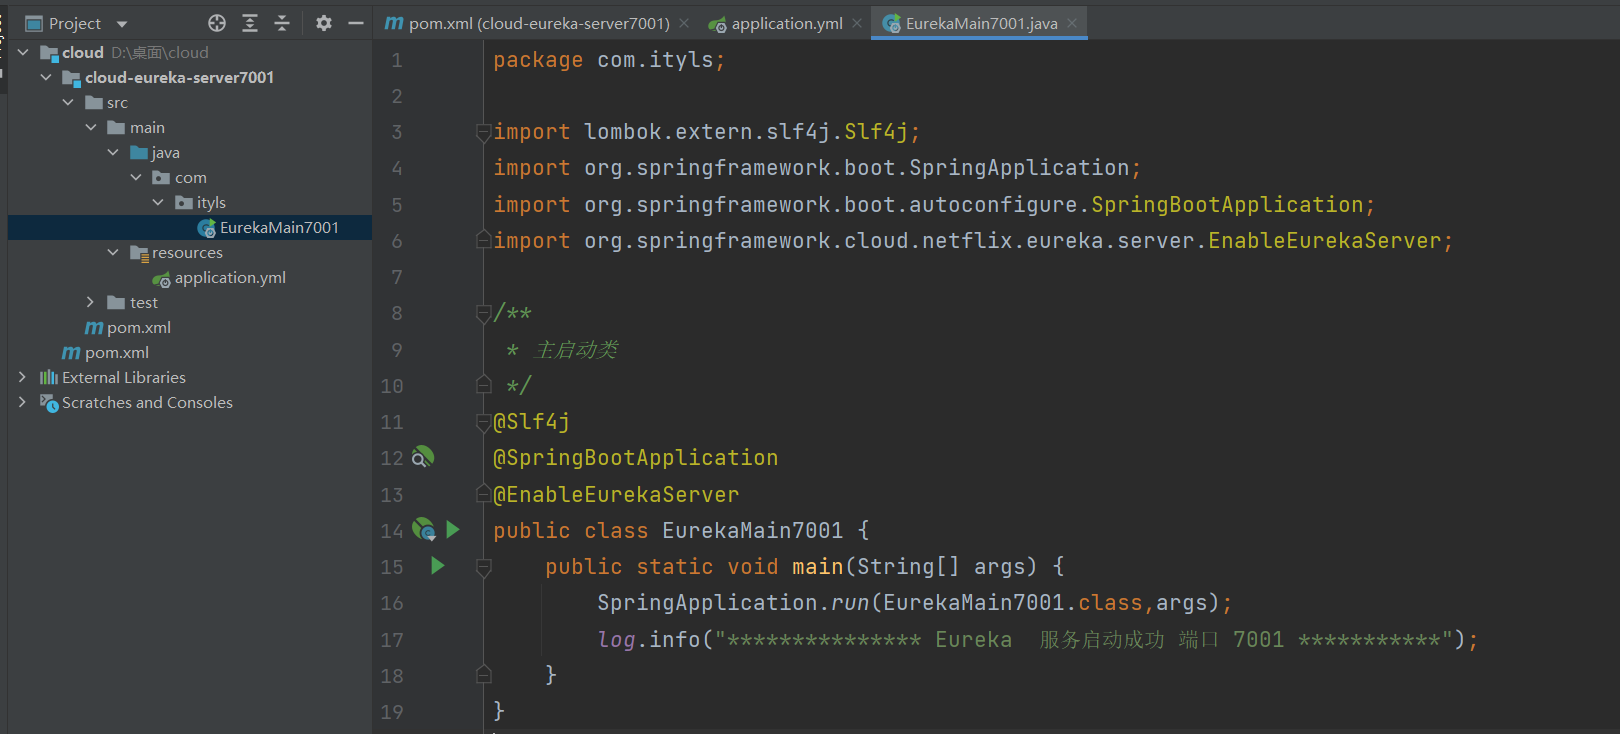 Project
cloud D:\桌面\cloud
cloud-eureka-server7001
src
main
java
com
ityls
EurekaMain7001
resources
application.yml
test
pom.xml
pom.xml
External Libraries
Scratches and Consoles
pom.xml (cloud-eureka-server7001) application.yml EurekaMain7001.java
1 package com.ityls;
2
3 import lombok.extern.slf4j.Slf4j;
4 import org.springframework.boot.SpringApplication;
5 import org.springframework.boot.autoconfigure.SpringBootApplication;
6 import org.springframework.cloud.netflix.eureka.server.EnableEurekaServer;
7
8 /**
9 * 主启动类
10 */
11 @Slf4j
12 @SpringBootApplication
13 @EnableEurekaServer
14 public class EurekaMain7001 {
15 public static void main(String[] args) {
16 SpringApplication.run(EurekaMain7001.class,args);
17 log.info("*************** Eureka  服务启动成功 端口 7001 ***********");
18 }
19 }